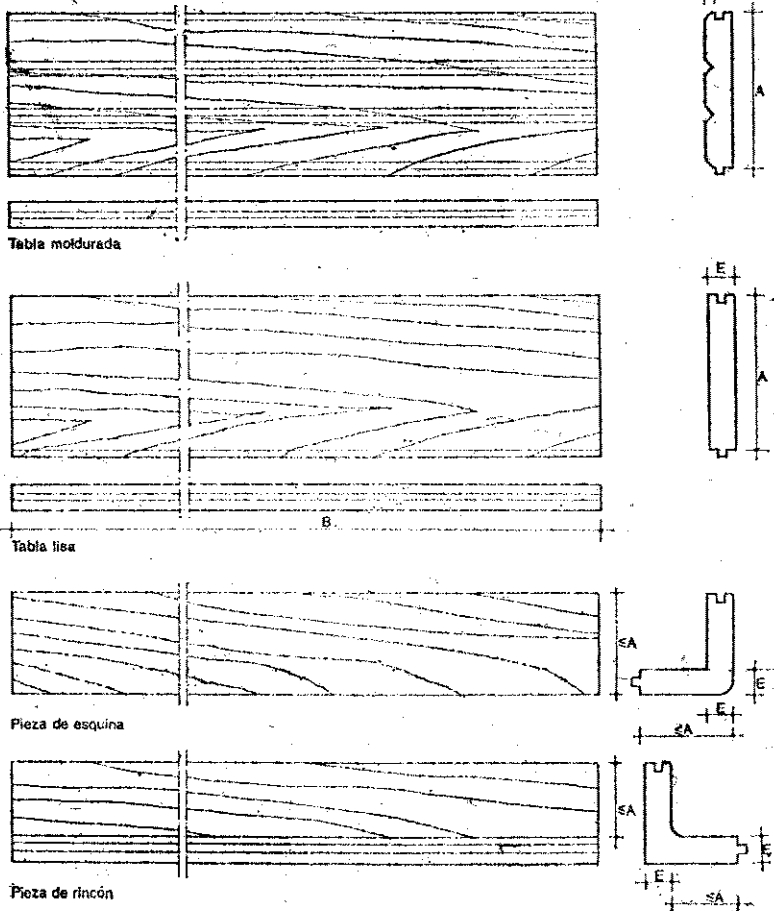 A
Tabla moldurada
E
A
B
Tabla lisa
≤A
E
E
≤A
Pieza de esquina
≤A
E
E
≤A
Pieza de rincón